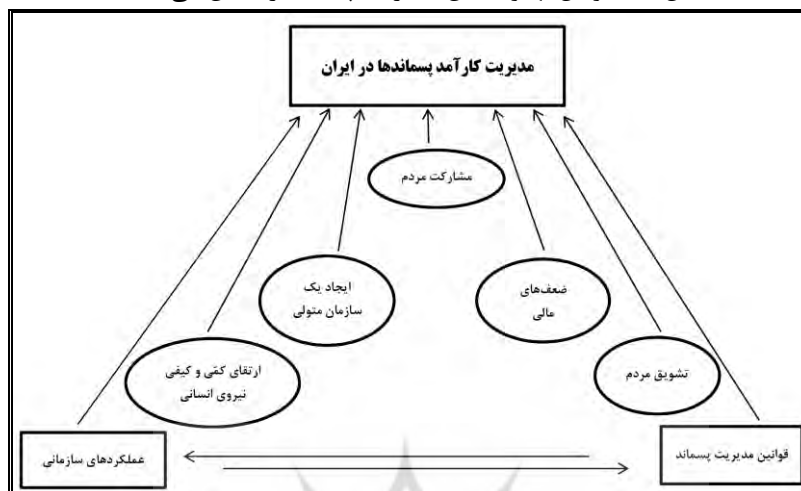 مدیریت کارآمد پسماندها در ایران
مشارکت مردم
ایجاد یک
سازمان متولی
ضعف‌های
مالی
ارتقای کمّی و کیفی
نیروی انسانی
تشویق مردم
قوانین مدیریت پسماند
عملکردهای سازمانی